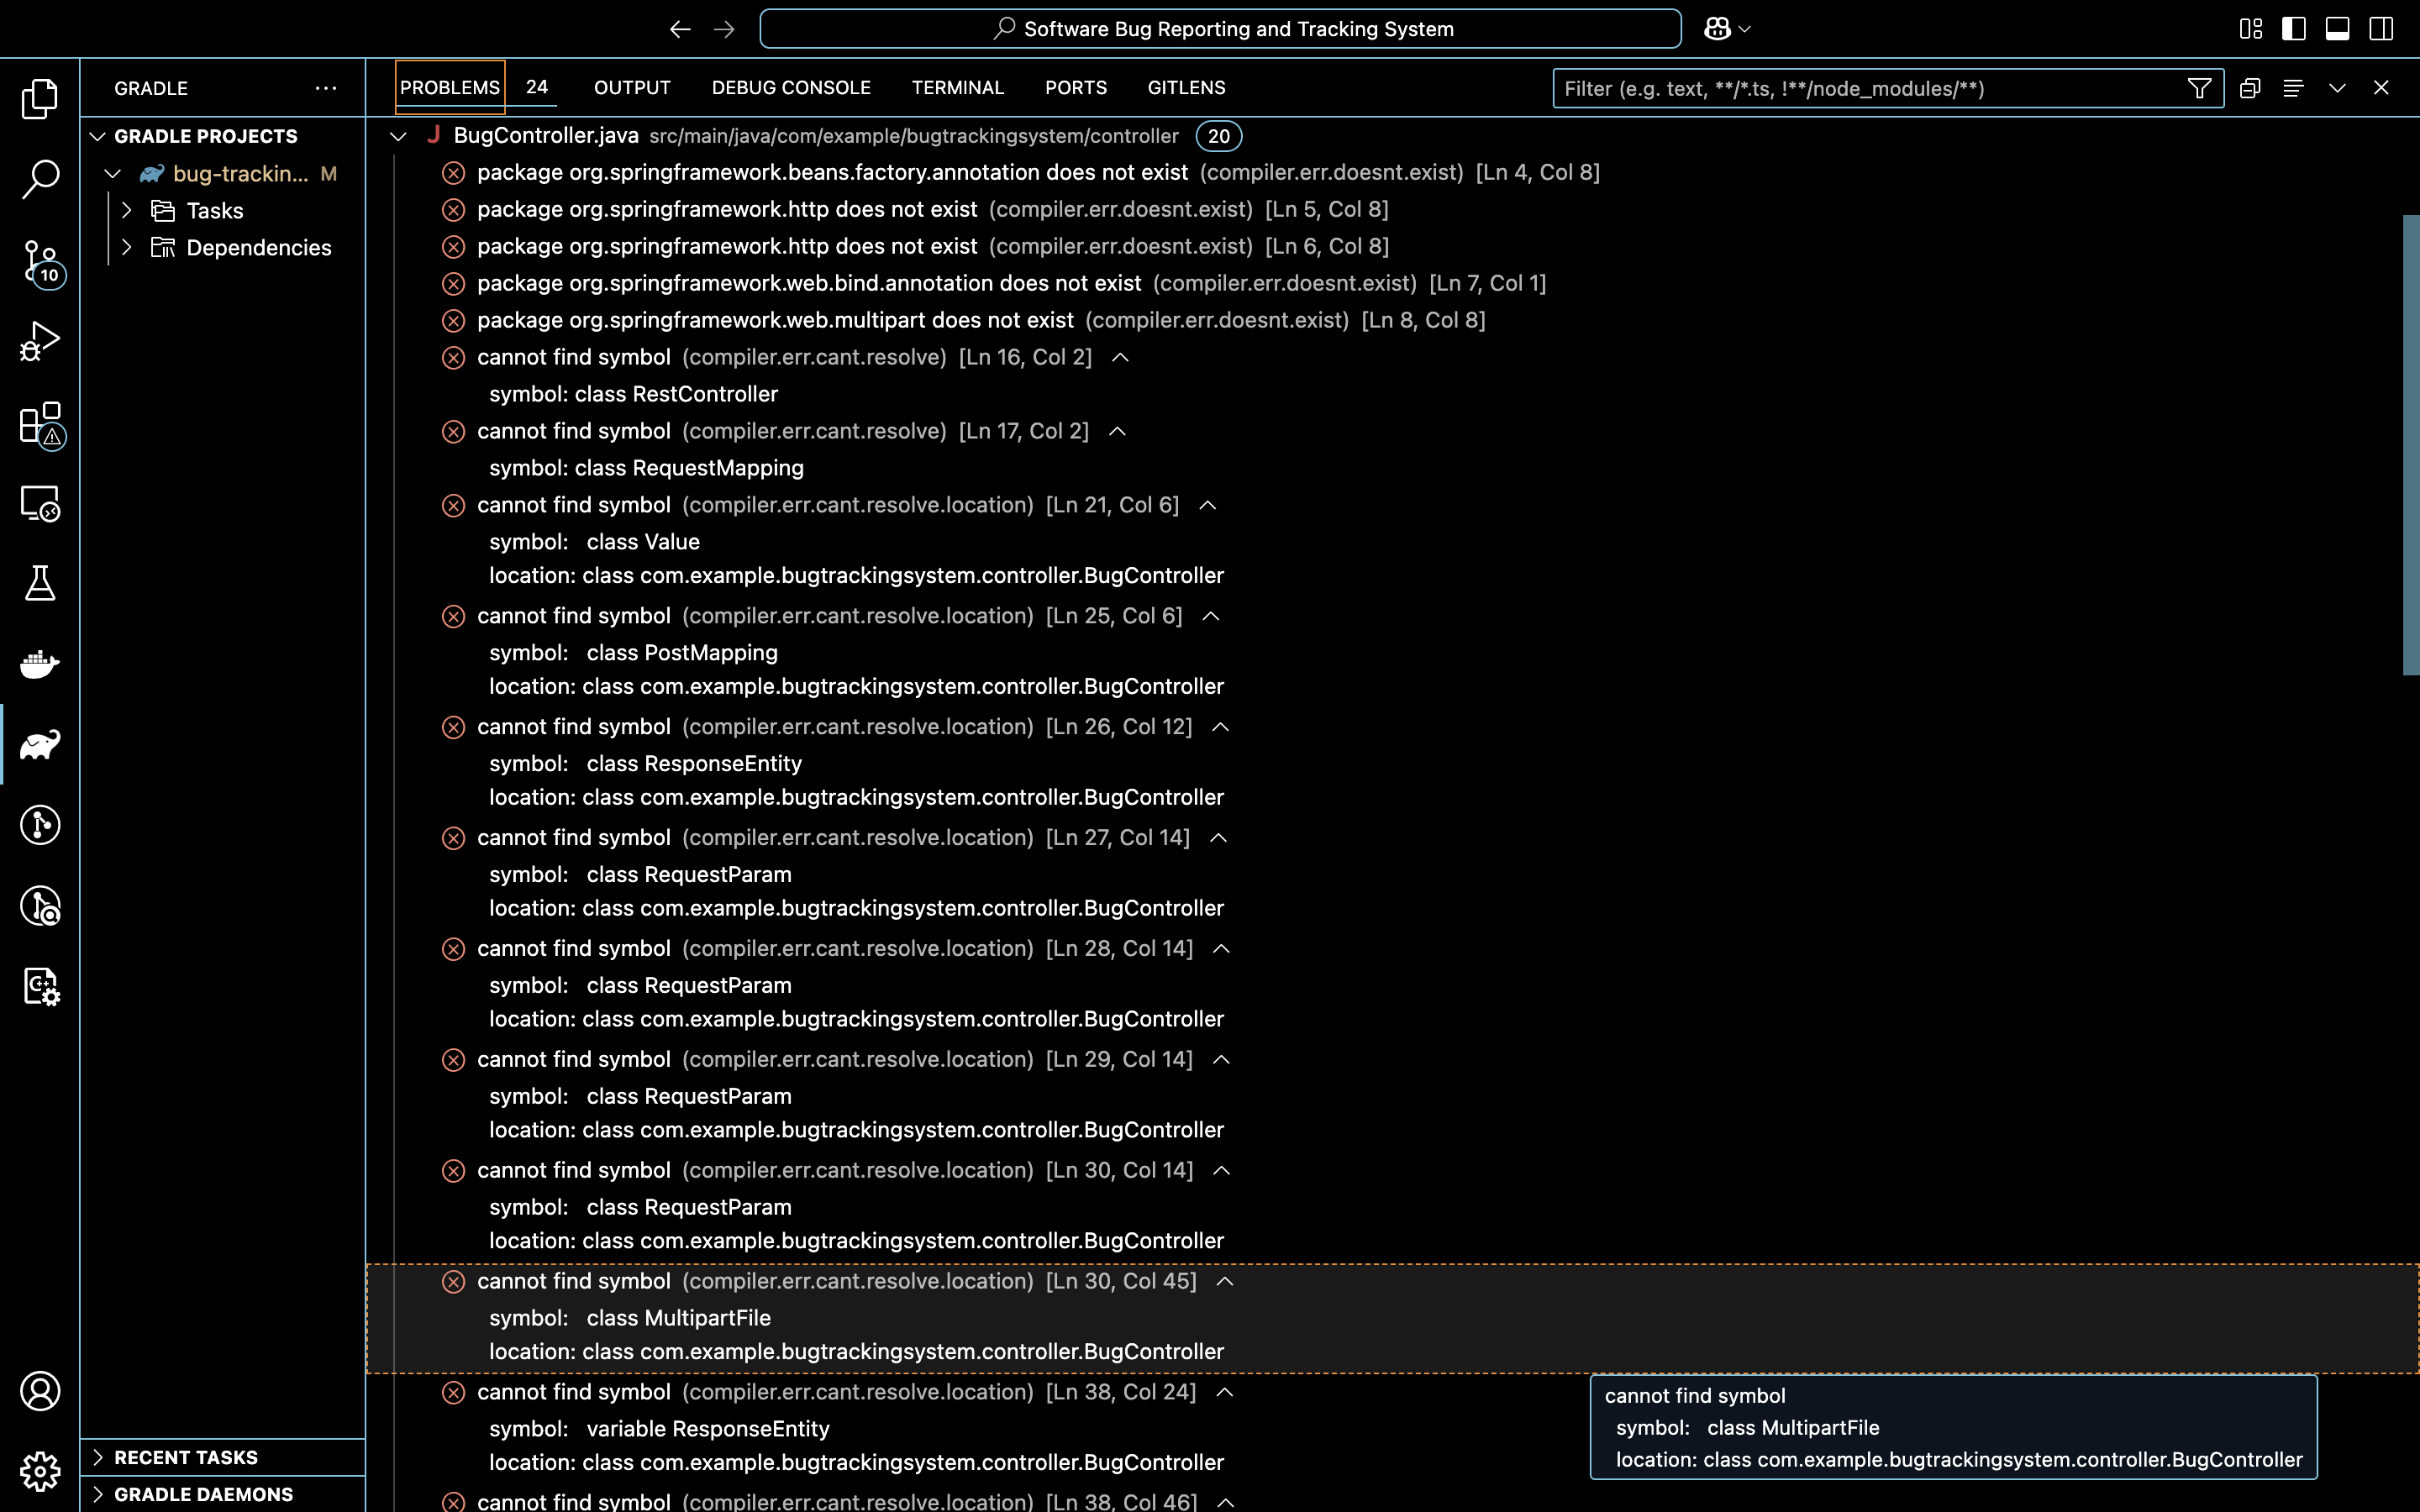 Software Bug Reporting and Tracking System
GRADLE
PROBLEMS 24 OUTPUT DEBUG CONSOLE TERMINAL PORTS GITLENS
Filter (e.g. text, **/*.ts, !**/node_modules/**)
GRADLE PROJECTS
bug-trackin... M
Tasks
Dependencies
10
RECENT TASKS
GRADLE DAEMONS
BugController.java src/main/java/com/example/bugtrackingsystem/controller 20
package org.springframework.beans.factory.annotation does not exist (compiler.err.doesnt.exist) [Ln 4, Col 8]
package org.springframework.http does not exist (compiler.err.doesnt.exist) [Ln 5, Col 8]
package org.springframework.http does not exist (compiler.err.doesnt.exist) [Ln 6, Col 8]
package org.springframework.web.bind.annotation does not exist (compiler.err.doesnt.exist) [Ln 7, Col 1]
package org.springframework.web.multipart does not exist (compiler.err.doesnt.exist) [Ln 8, Col 8]
cannot find symbol (compiler.err.cant.resolve) [Ln 16, Col 2]
symbol: class RestController
cannot find symbol (compiler.err.cant.resolve) [Ln 17, Col 2]
symbol: class RequestMapping
cannot find symbol (compiler.err.cant.resolve.location) [Ln 21, Col 6]
symbol: class Value
location: class com.example.bugtrackingsystem.controller.BugController
cannot find symbol (compiler.err.cant.resolve.location) [Ln 25, Col 6]
symbol: class PostMapping
location: class com.example.bugtrackingsystem.controller.BugController
cannot find symbol (compiler.err.cant.resolve.location) [Ln 26, Col 12]
symbol: class ResponseEntity
location: class com.example.bugtrackingsystem.controller.BugController
cannot find symbol (compiler.err.cant.resolve.location) [Ln 27, Col 14]
symbol: class RequestParam
location: class com.example.bugtrackingsystem.controller.BugController
cannot find symbol (compiler.err.cant.resolve.location) [Ln 28, Col 14]
symbol: class RequestParam
location: class com.example.bugtrackingsystem.controller.BugController
cannot find symbol (compiler.err.cant.resolve.location) [Ln 29, Col 14]
symbol: class RequestParam
location: class com.example.bugtrackingsystem.controller.BugController
cannot find symbol (compiler.err.cant.resolve.location) [Ln 30, Col 14]
symbol: class RequestParam
location: class com.example.bugtrackingsystem.controller.BugController
cannot find symbol (compiler.err.cant.resolve.location) [Ln 30, Col 45]
symbol: class MultipartFile
location: class com.example.bugtrackingsystem.controller.BugController
cannot find symbol (compiler.err.cant.resolve.location) [Ln 38, Col 24]
symbol: variable ResponseEntity
location: class com.example.bugtrackingsystem.controller.BugController
cannot find symbol (compiler.err.cant.resolve.location) [Ln 38, Col 46]
cannot find symbol
symbol: class MultipartFile
location: class com.example.bugtrackingsystem.controller.BugController